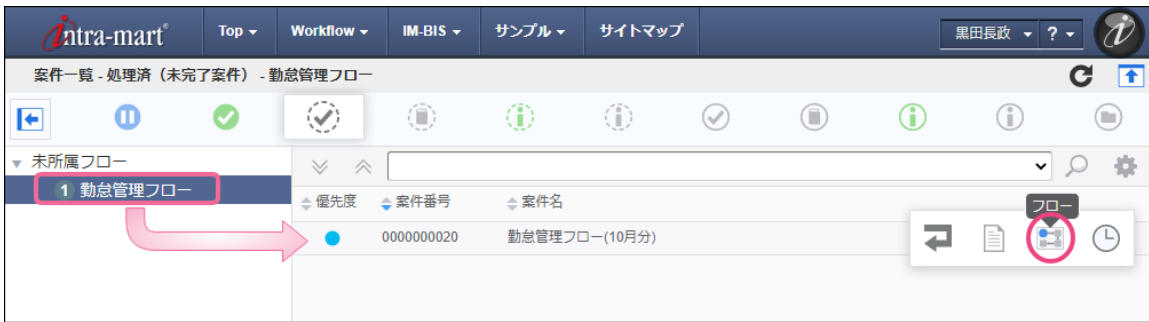 intra-mart Top Workflow IM-BIS サンプル サイトマップ 黒田長政 ?
案件一覧 - 処理済（未完了案件） - 勤怠管理フロー
未所属フロー
1 勤怠管理フロー
優先度 案件番号 案件名
フロー
0000000020 勤怠管理フロー(10月分)